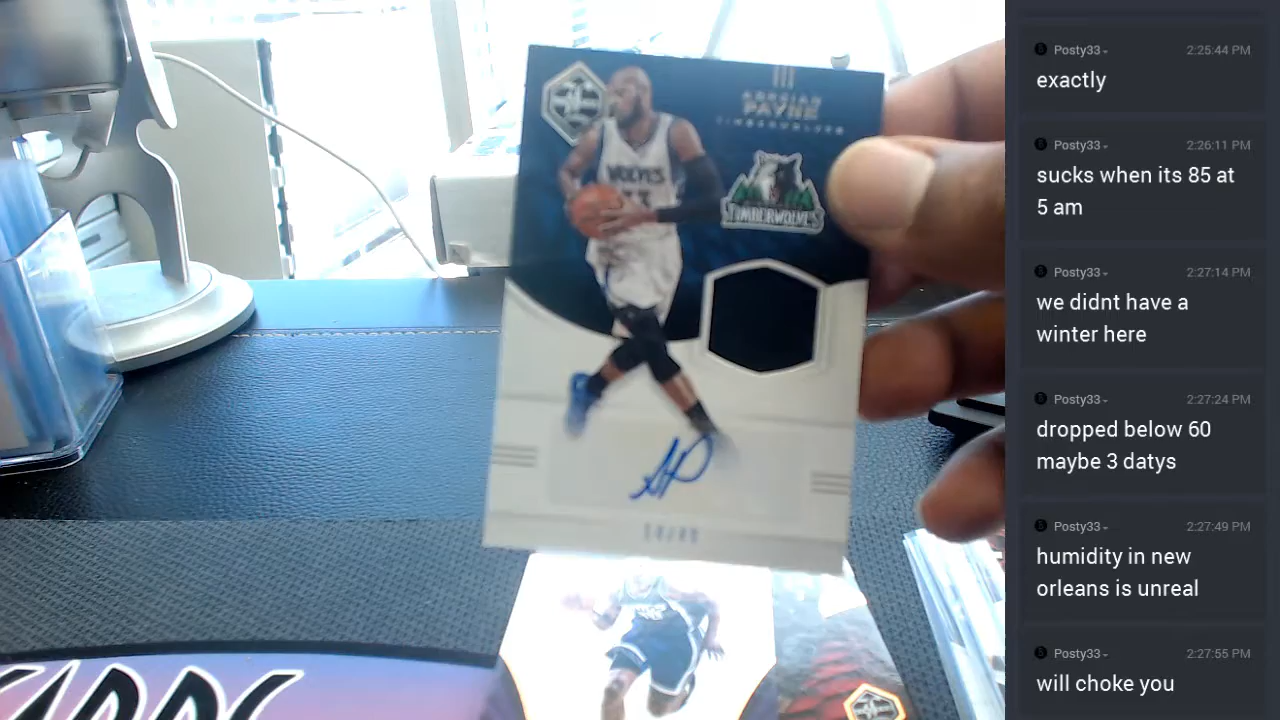 ADREIAN
PAYNE
TIMBERWOLVES
WOLVES
TIMBERWOLVES
AP
Posty33
2:25:44 PM
exactly
Posty33
2:26:11 PM
sucks when its 85 at
5 am
Posty33
2:27:14 PM
we didnt have a
winter here
Posty33
2:27:24 PM
dropped below 60
maybe 3 datys
Posty33
2:27:49 PM
humidity in new
orleans is unreal
Posty33
2:27:55 PM
will choke you